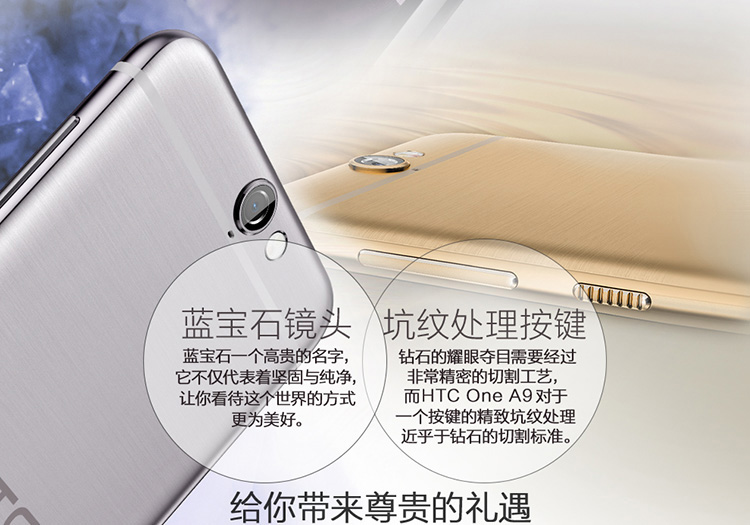 蓝宝石镜头
蓝宝石一个高贵的名字，
它不仅代表着坚固与纯净，
让你看待这个世界的方式
更为美好。
坑纹处理按键
钻石的耀眼夺目需要经过
非常精密的切割工艺，
而HTC One A9对于
一个按键的精致坑纹处理
近乎于钻石的切割标准。
给你带来尊贵的礼遇